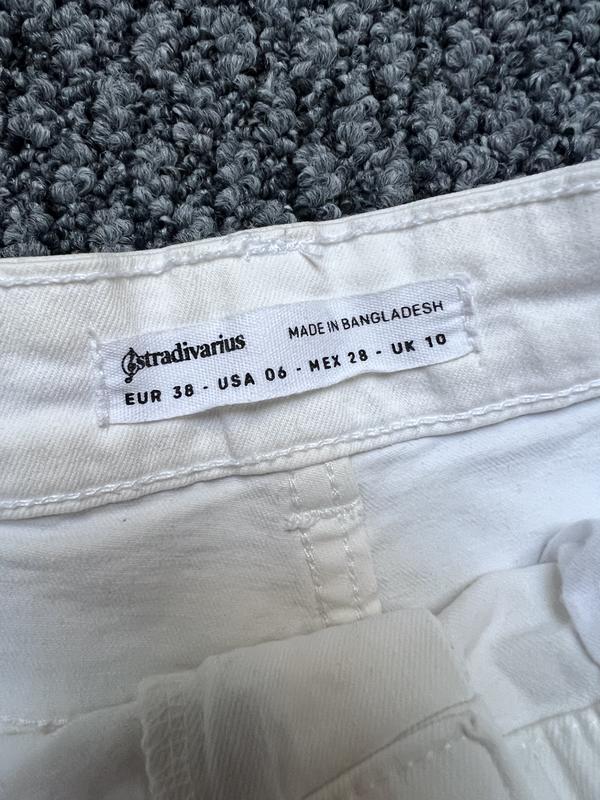 stradivarius MADE IN BANGLADESH
EUR 38 - USA 06 - MEX 28 - UK 10